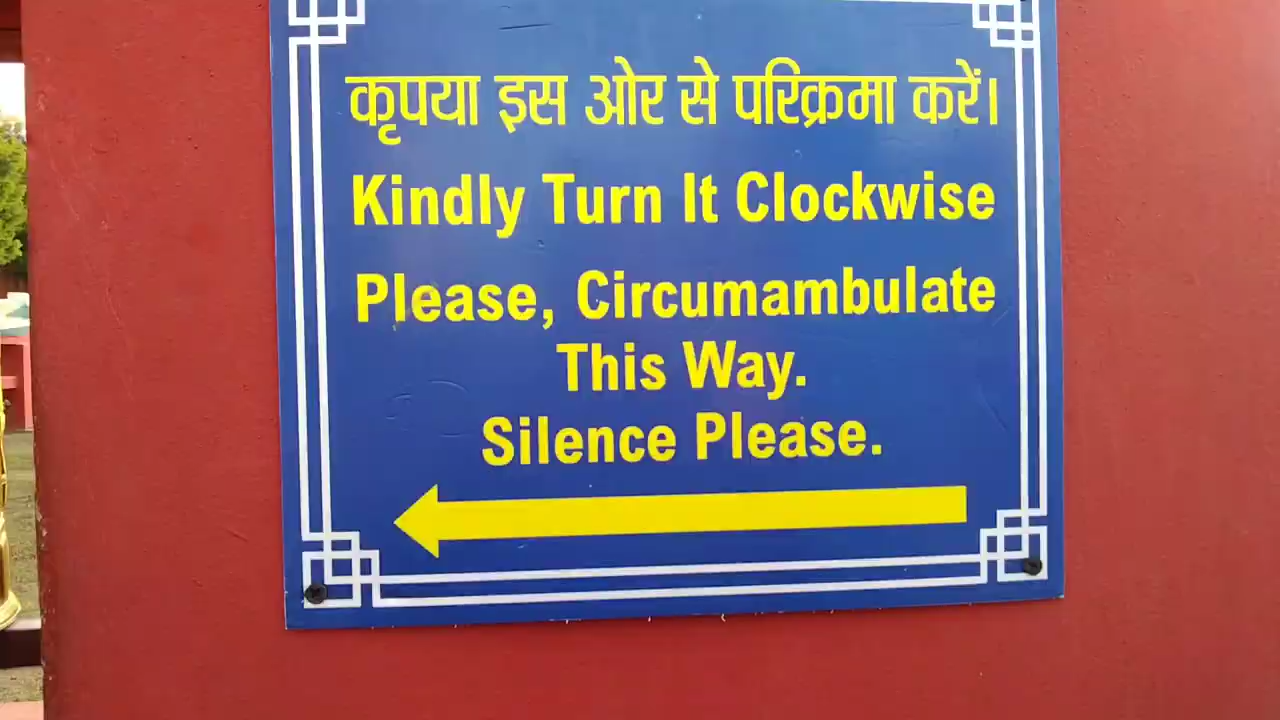 कृपया इस ओर से परिक्रमा करें।
Kindly Turn It Clockwise
Please, Circumambulate
This Way.
Silence Please.